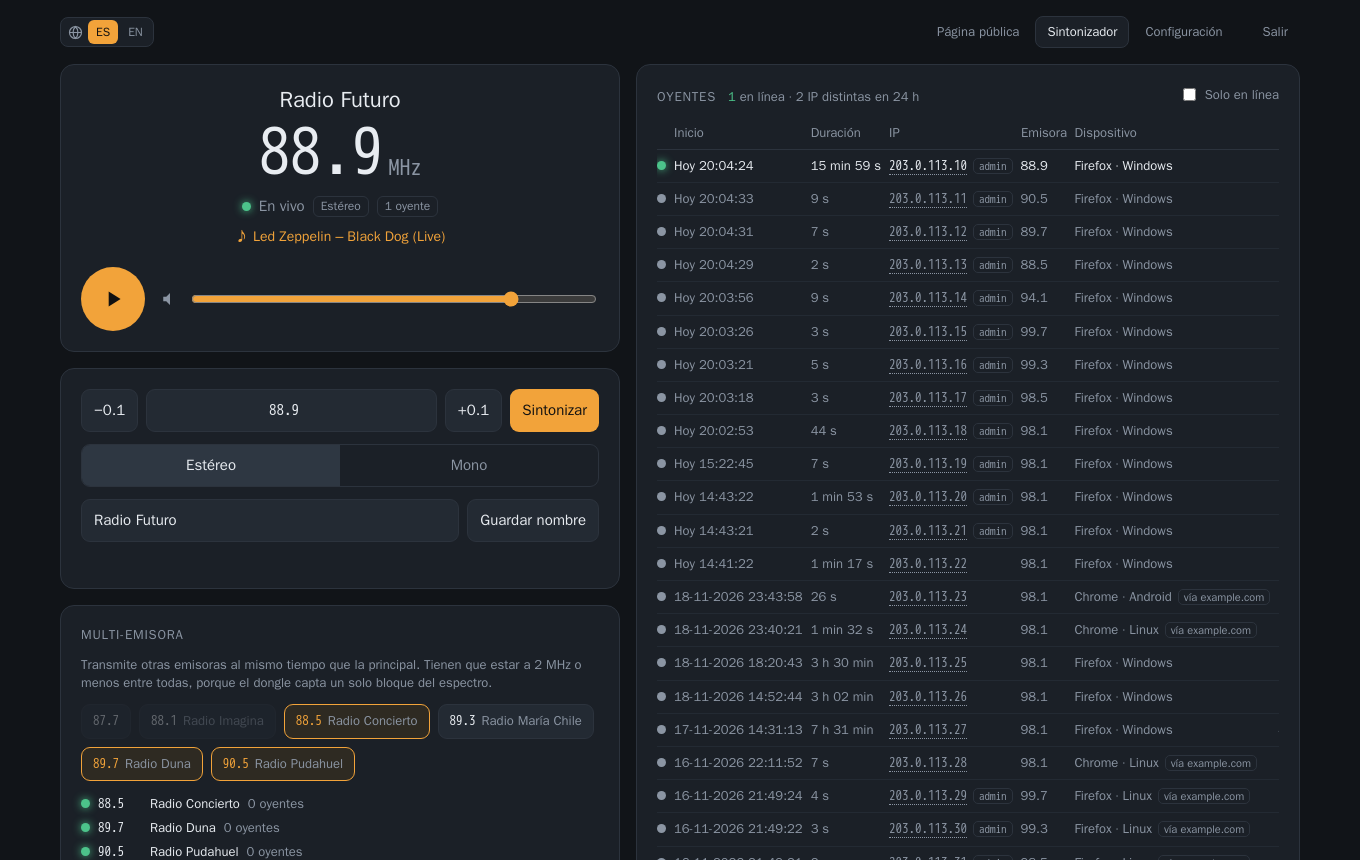 ES EN
Página pública Sintonizador Configuración Salir
Radio Futuro
88.9 MHz
En vivo Estéreo 1 oyente
♪ Led Zeppelin – Black Dog (Live)
−0.1 88.9 +0.1 Sintonizar
Estéreo Mono
Radio Futuro Guardar nombre
MULTI-EMISORA
Transmite otras emisoras al mismo tiempo que la principal. Tienen que estar a 2 MHz o
menos entre todas, porque el dongle capta un solo bloque del espectro.
87.7 88.1 Radio Imagina 88.5 Radio Concierto 89.3 Radio María Chile
89.7 Radio Duna 90.5 Radio Pudahuel
88.5 Radio Concierto 0 oyentes
89.7 Radio Duna 0 oyentes
90.5 Radio Pudahuel 0 oyentes
OYENTES 1 en línea · 2 IP distintas en 24 h Solo en línea
Inicio Duración IP Emisora Dispositivo
Hoy 20:04:24 15 min 59 s 203.0.113.10 admin 88.9 Firefox · Windows
Hoy 20:04:33 9 s 203.0.113.11 admin 90.5 Firefox · Windows
Hoy 20:04:31 7 s 203.0.113.12 admin 89.7 Firefox · Windows
Hoy 20:04:29 2 s 203.0.113.13 admin 88.5 Firefox · Windows
Hoy 20:03:56 9 s 203.0.113.14 admin 94.1 Firefox · Windows
Hoy 20:03:26 3 s 203.0.113.15 admin 99.7 Firefox · Windows
Hoy 20:03:21 5 s 203.0.113.16 admin 99.3 Firefox · Windows
Hoy 20:03:18 3 s 203.0.113.17 admin 98.5 Firefox · Windows
Hoy 20:02:53 44 s 203.0.113.18 admin 98.1 Firefox · Windows
Hoy 15:22:45 7 s 203.0.113.19 admin 98.1 Firefox · Windows
Hoy 14:43:22 1 min 53 s 203.0.113.20 admin 98.1 Firefox · Windows
Hoy 14:43:21 2 s 203.0.113.21 admin 98.1 Firefox · Windows
Hoy 14:41:22 1 min 17 s 203.0.113.22 98.1 Firefox · Windows
18-11-2026 23:43:58 26 s 203.0.113.23 98.1 Chrome · Android vía example.com
18-11-2026 23:40:21 1 min 32 s 203.0.113.24 98.1 Chrome · Linux vía example.com
18-11-2026 18:20:43 3 h 30 min 203.0.113.25 98.1 Firefox · Windows
18-11-2026 14:52:44 3 h 02 min 203.0.113.26 98.1 Firefox · Windows
17-11-2026 14:31:13 7 h 31 min 203.0.113.27 98.1 Firefox · Windows
16-11-2026 22:11:52 7 s 203.0.113.28 98.1 Chrome · Linux vía example.com
16-11-2026 21:49:24 4 s 203.0.113.29 admin 99.7 Firefox · Linux vía example.com
16-11-2026 21:49:22 3 s 203.0.113.30 admin 99.3 Firefox · Linux vía example.com